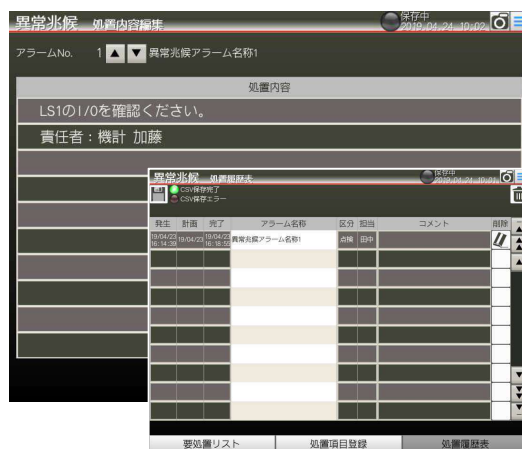 異常兆候 処置内容編集
保存中
2019.04.24 10:02
アラームNo. 1 ▲ ▼ 異常兆候アラーム名称1
処置内容
LS1のI/Oを確認ください。
責任者：機計 加藤
異常兆候 処置履歴表
保存中
2019.04.24 10:01
CSV保存完了
CSV保存エラー
発生 計画 完了 アラーム名称 区分 担当 コメント 削除
19/04/23 16:14:39 19/04/23 19/04/23 16:18:55 異常兆候アラーム名称1 点検 田中
要処置リスト 処置項目登録 処置履歴表